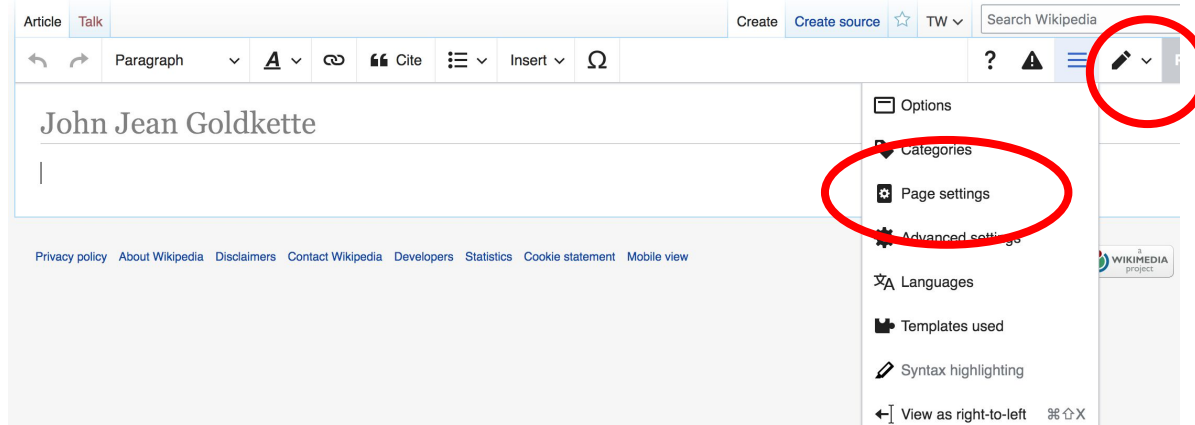 Article Talk Create Create source TW Search Wikipedia
Paragraph A Cite Insert Ω ?
John Jean Goldkette
Options
Categories
Page settings
Advanced settings
Languages
Templates used
Syntax highlighting
View as right-to-left ⌘⇧X
Privacy policy About Wikipedia Disclaimers Contact Wikipedia Developers Statistics Cookie statement Mobile view
a
WIKIMEDIA
project